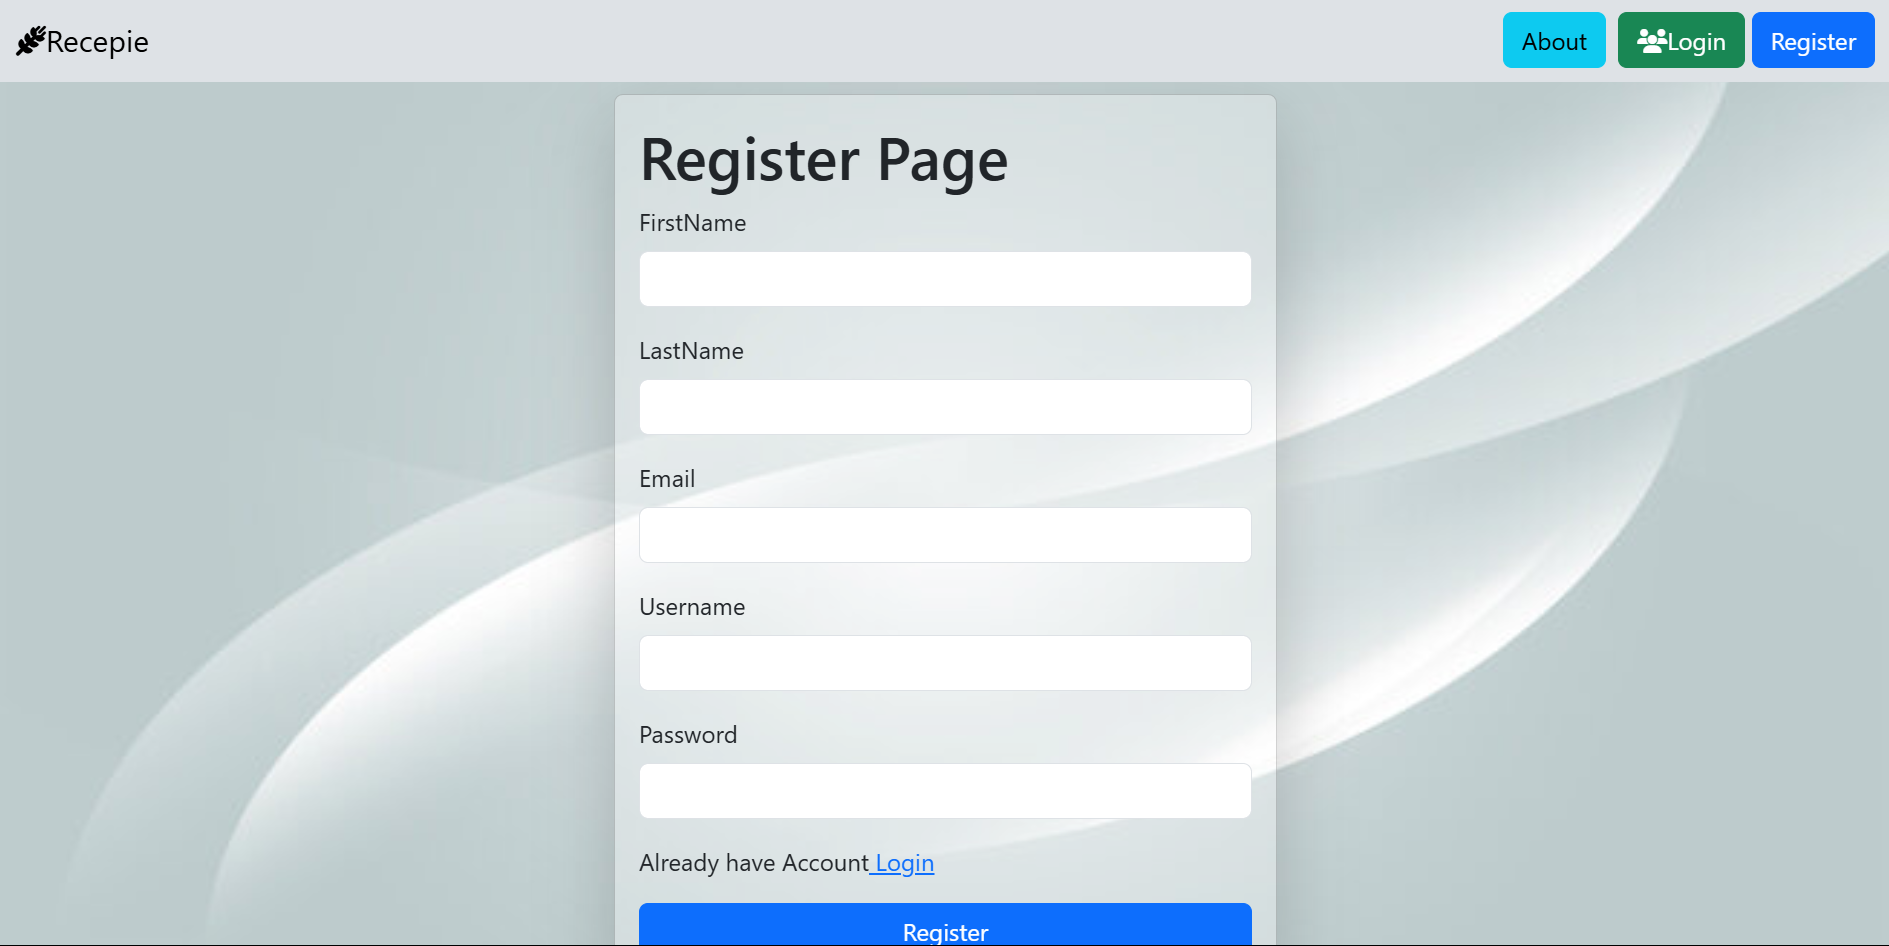 Recepie
About
Login
Register
Register Page
FirstName
LastName
Email
Username
Password
Already have Account Login
Register